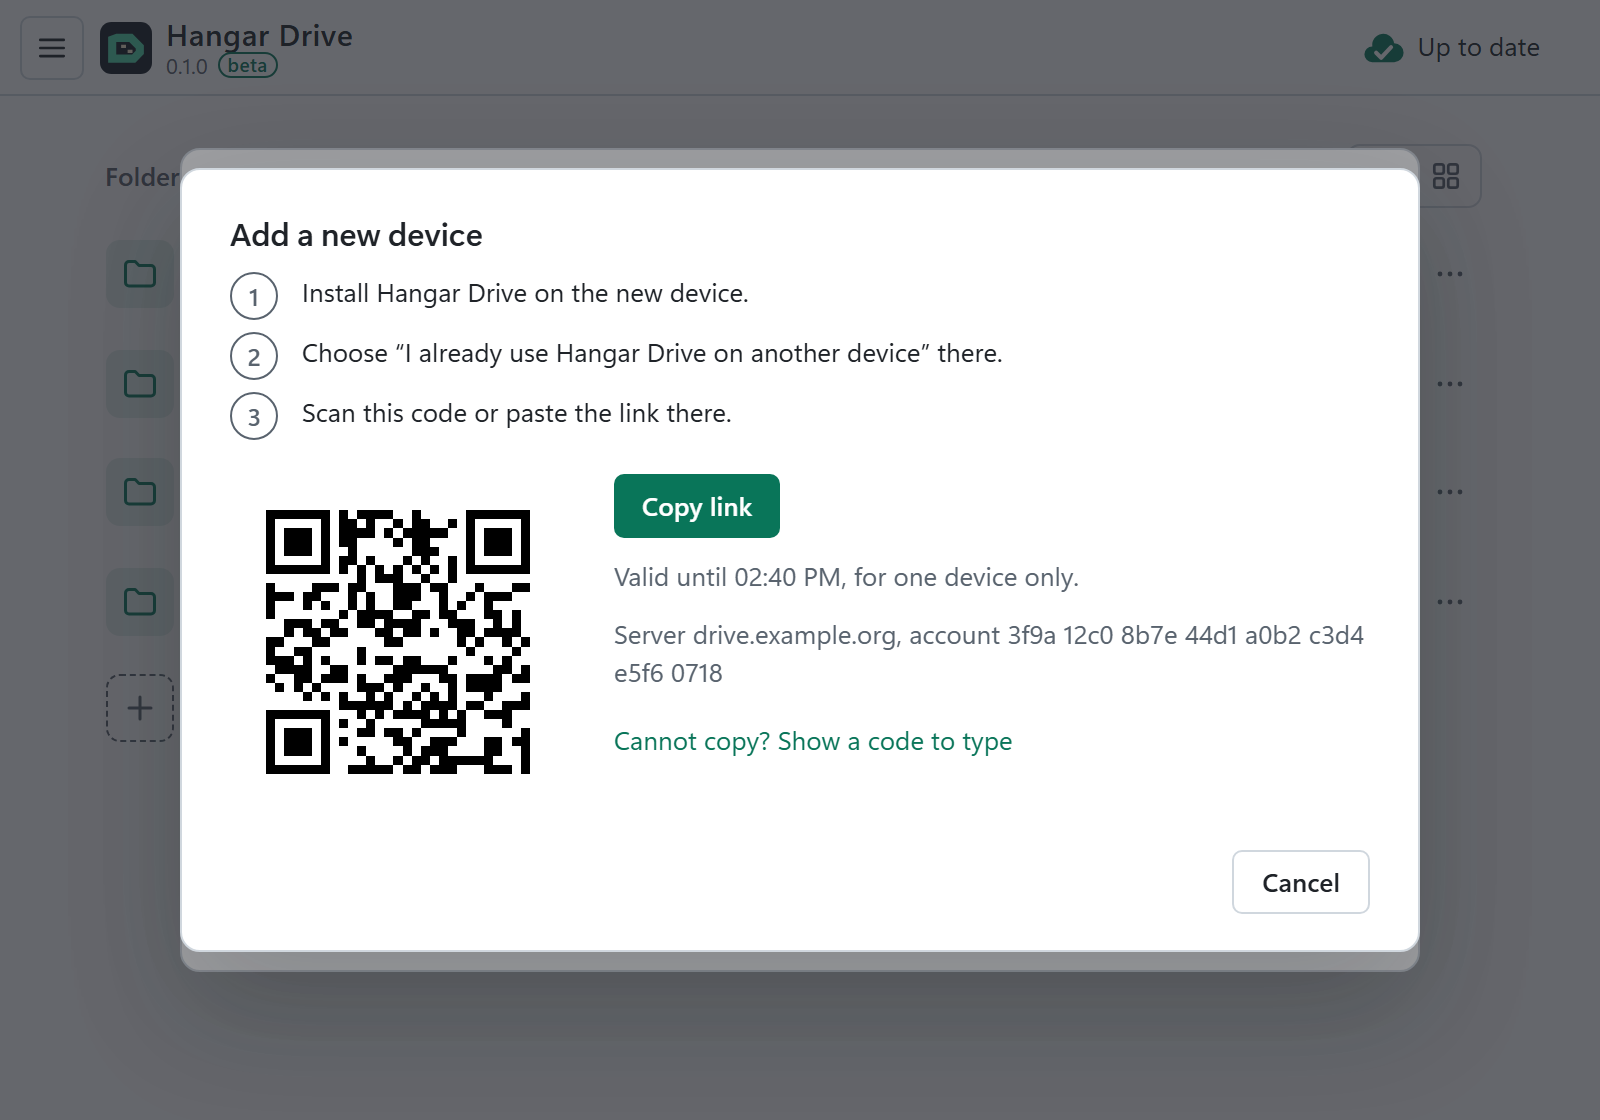 Hangar Drive
0.1.0 beta
Up to date
Folder
Add a new device
1 Install Hangar Drive on the new device.
2 Choose “I already use Hangar Drive on another device” there.
3 Scan this code or paste the link there.
Copy link
Valid until 02:40 PM, for one device only.
Server drive.example.org, account 3f9a 12c0 8b7e 44d1 a0b2 c3d4
e5f6 0718
Cannot copy? Show a code to type
Cancel